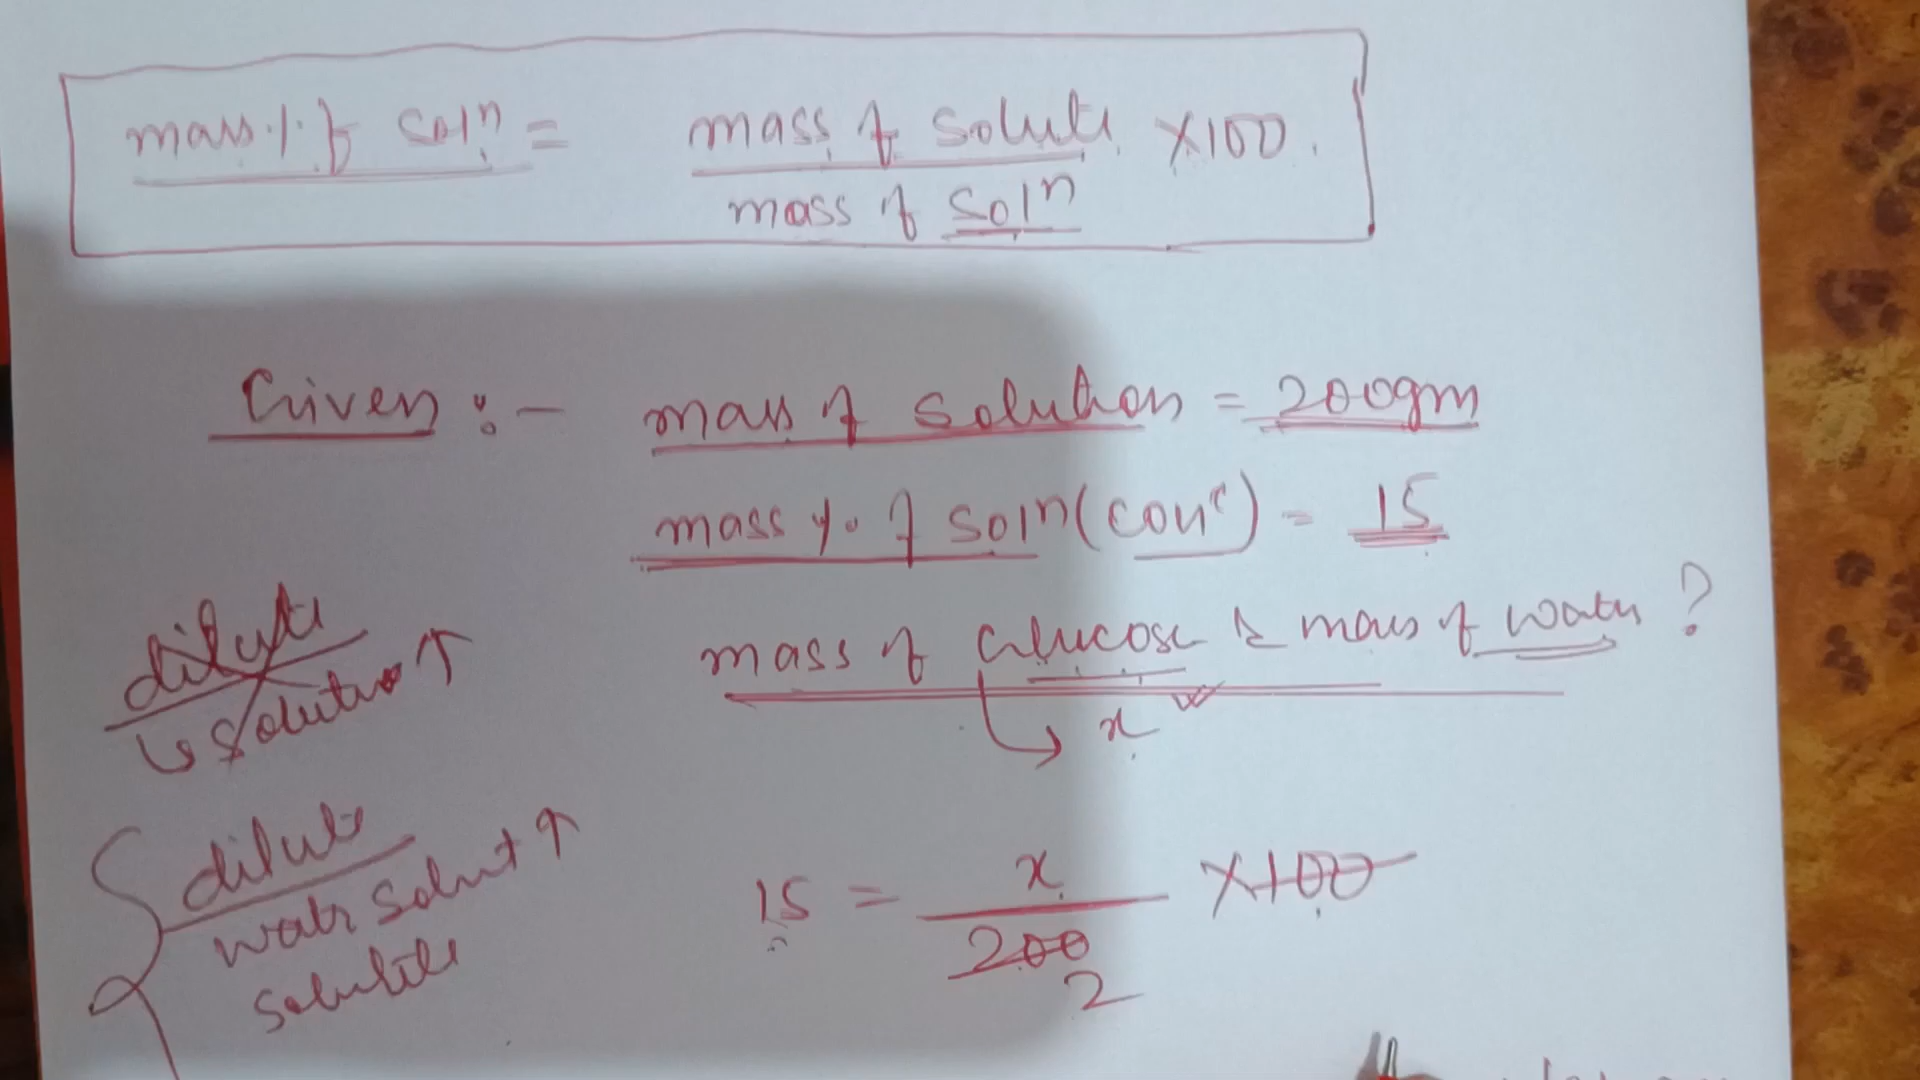 mass % of solⁿ = mass of solute ×100.
mass of solⁿ
Given :- mass of solution = 200gm
mass % of solⁿ (conc) = 15
mass of Glucose & mass of water ?
x
dilute
↳ solution ↑
dilute
water solvent ↑
solute
15 = x ×100
200
2